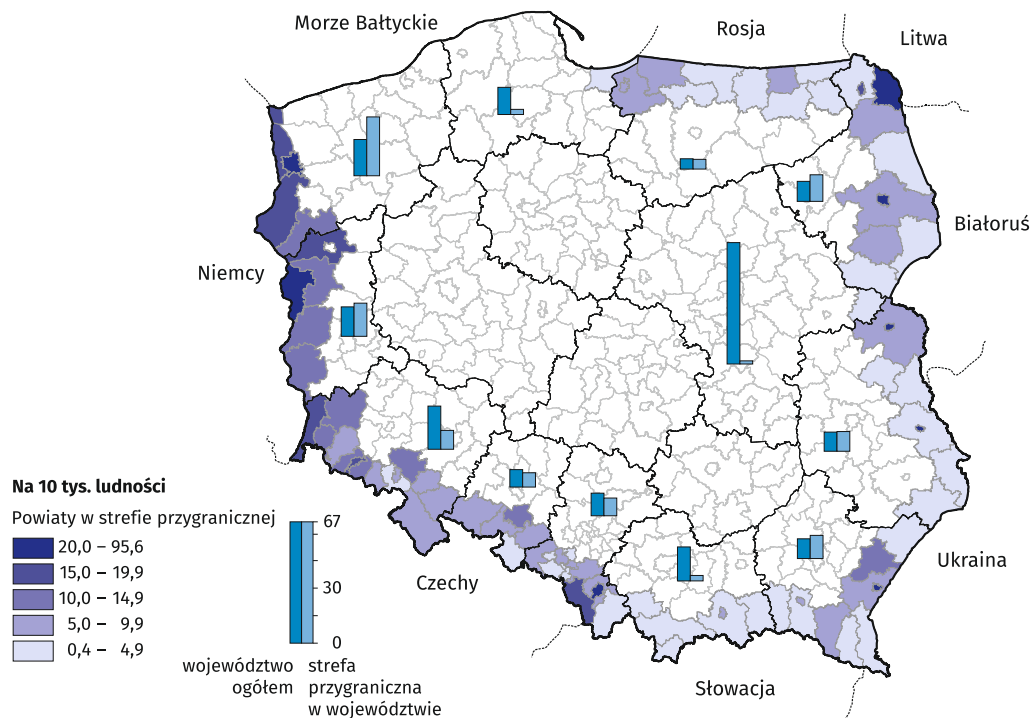 Morze Bałtyckie
Rosja
Litwa
Białoruś
Niemcy
Ukraina
Czechy
Słowacja
Na 10 tys. ludności
Powiaty w strefie przygranicznej
20,0 – 95,6
15,0 – 19,9
10,0 – 14,9
5,0 – 9,9
0,4 – 4,9
67
30
0
województwo
ogółem
strefa
przygraniczna
w województwie